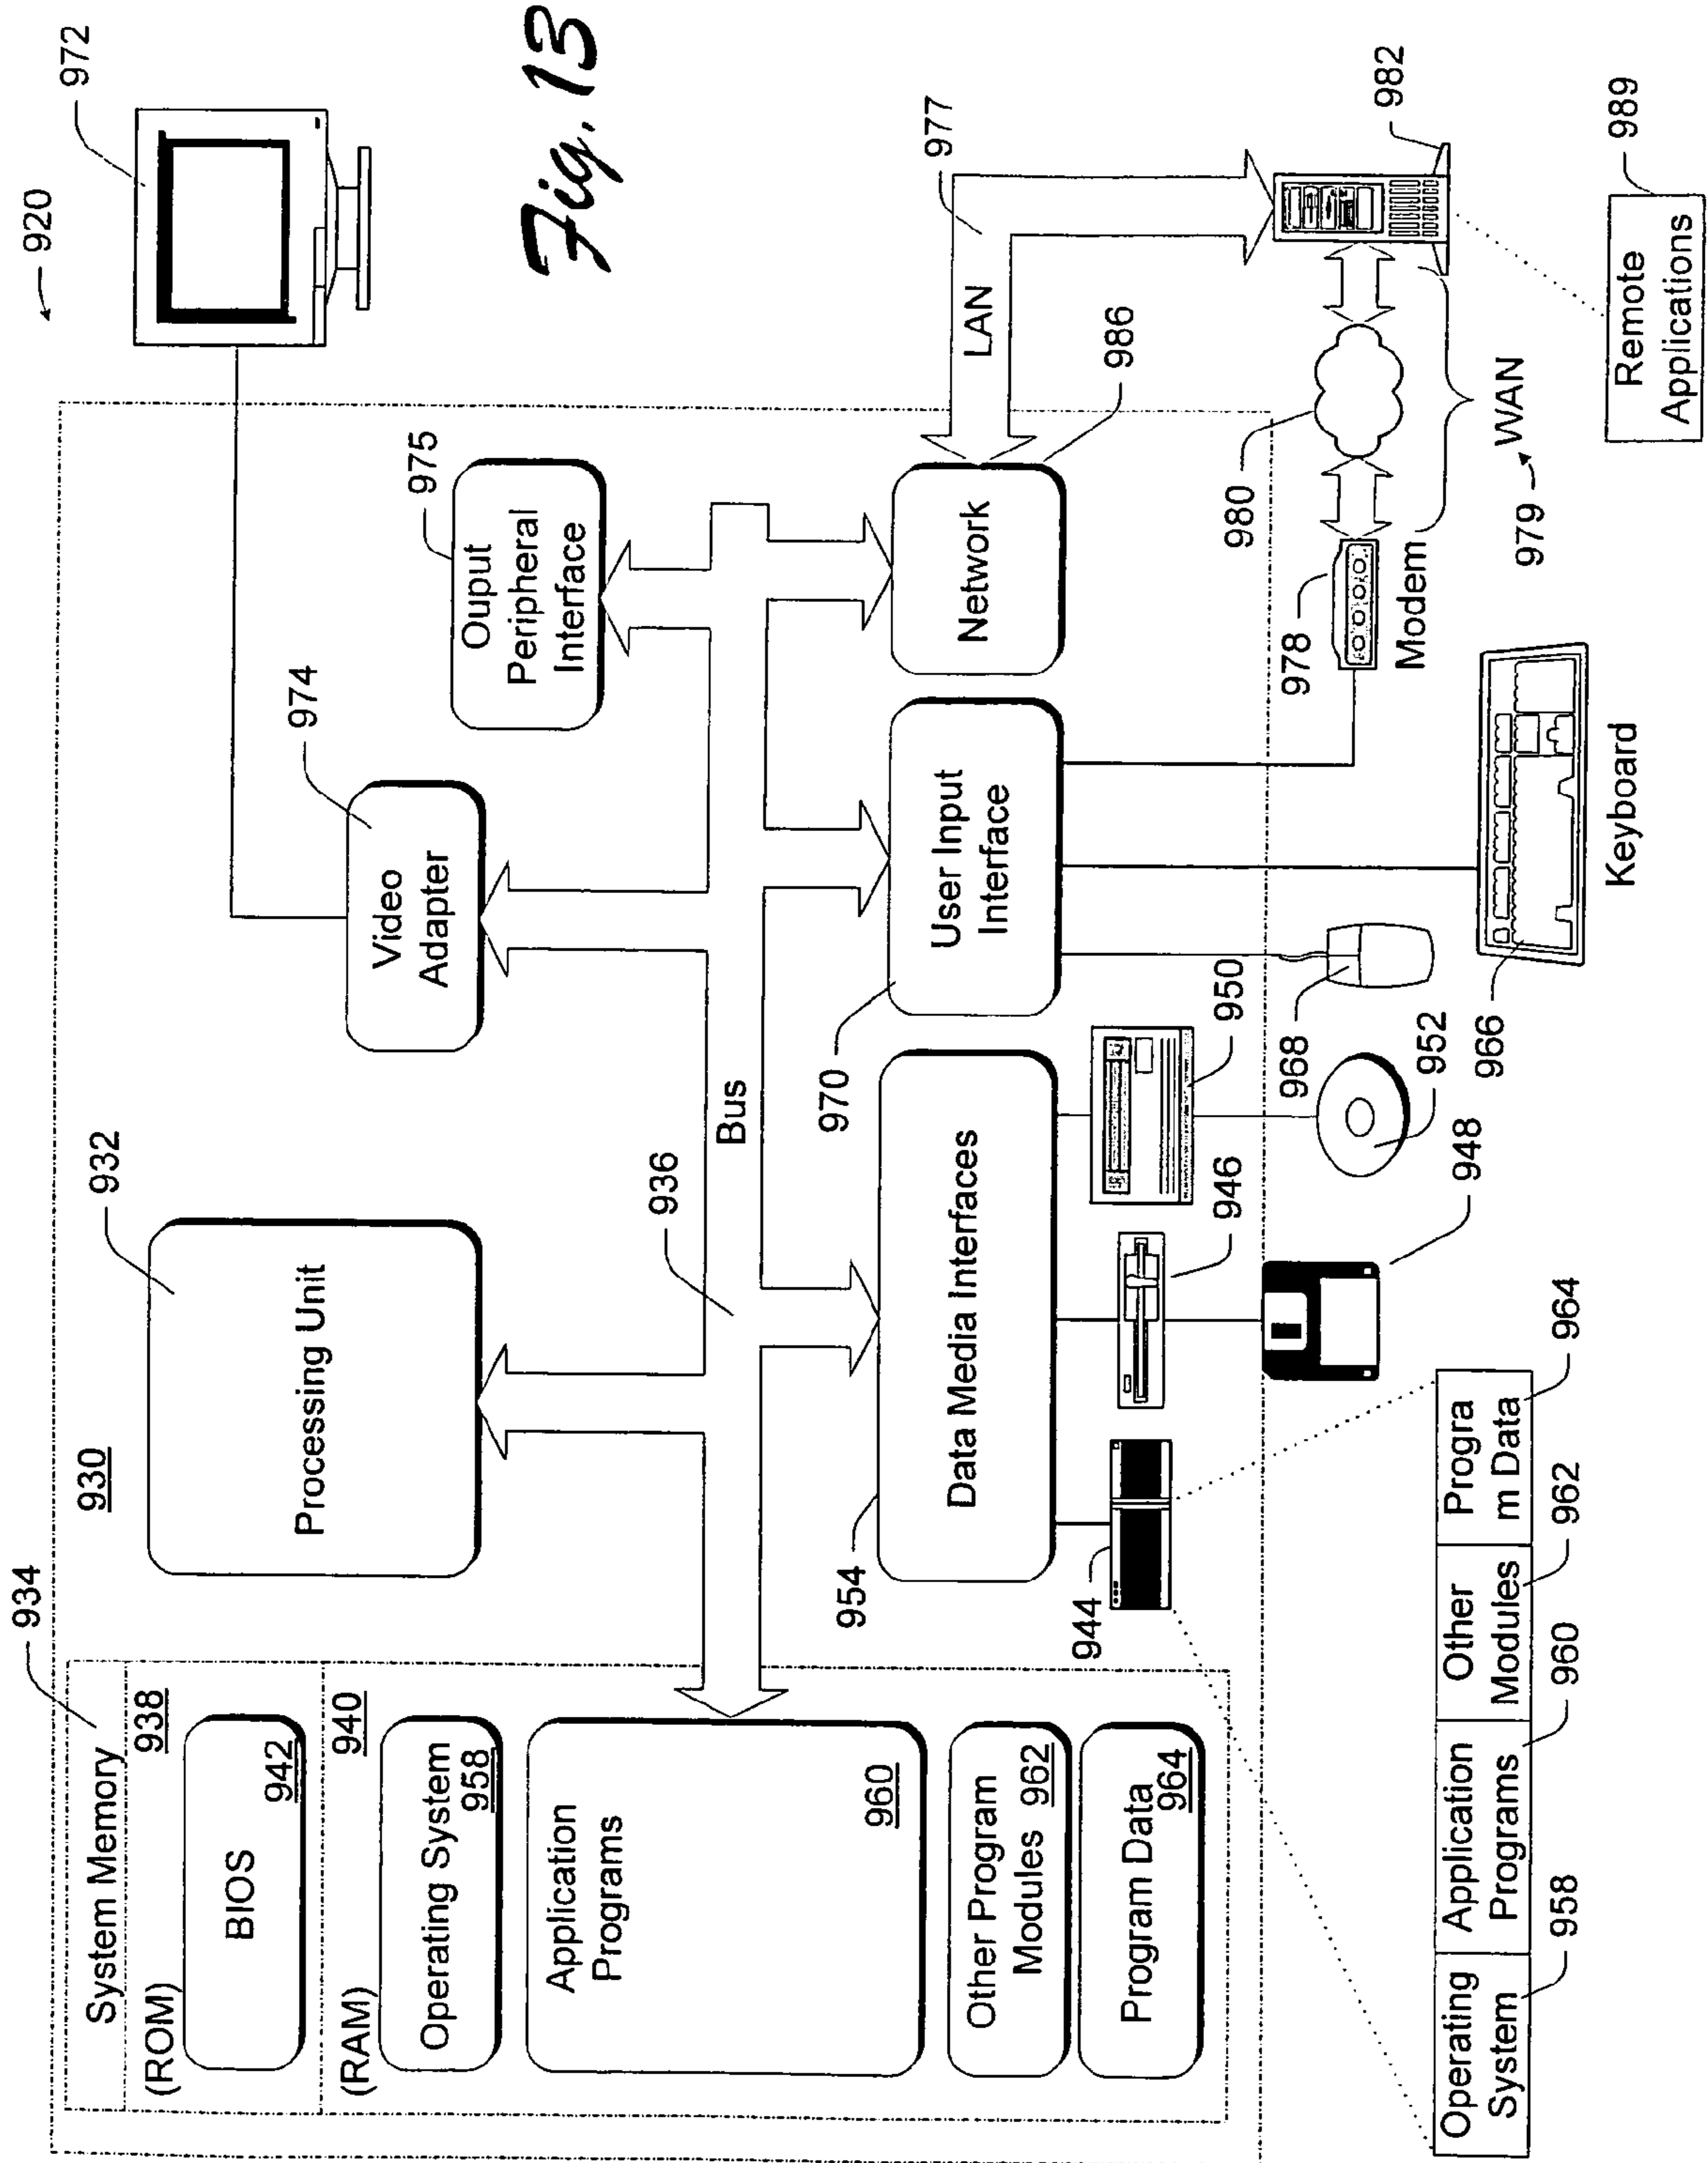 920
972
934
930
932
974
975
System Memory
(ROM)
938
BIOS
942
(RAM)
940
Operating System
958
Application
Programs
960
Other Program
Modules 962
Program Data
964
Processing Unit
Video
Adapter
Ouput
Peripheral
Interface
936
Bus
954
Data Media Interfaces
970
User Input
Interface
Network
986
LAN
977
944
946
950
948
952
968
966
Keyboard
978
Modem
980
979
WAN
982
989
Remote
Applications
Operating
System
Application
Programs
Other
Modules
Progra
m Data
958
960
962
964
Fig. 13